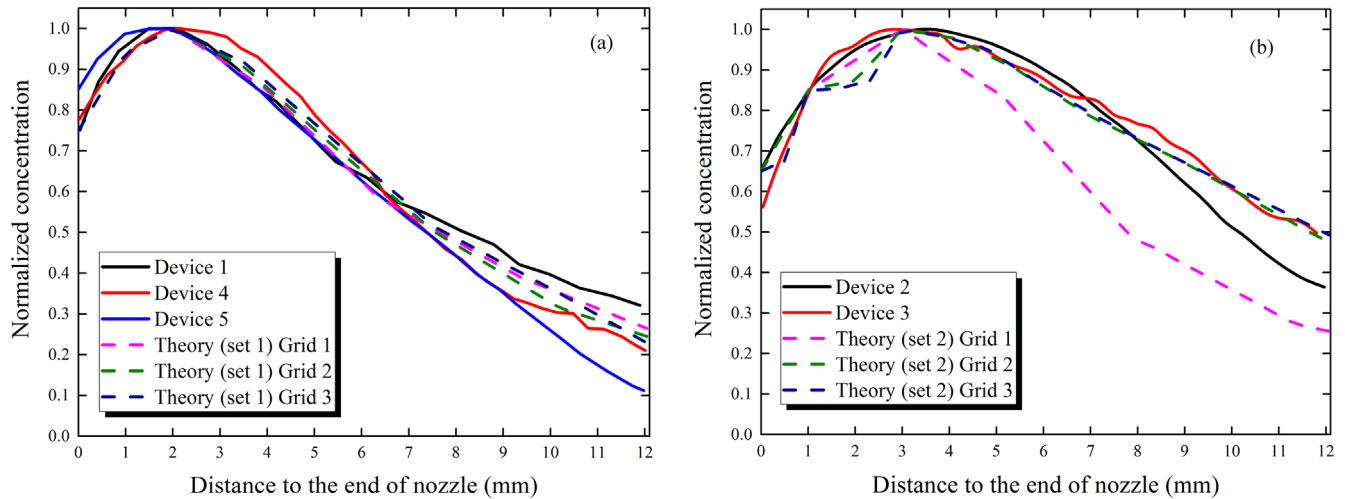 (a)
Normalized concentration
1.0
0.9
0.8
0.7
0.6
0.5
0.4
0.3
0.2
0.1
0.0
Device 1
Device 4
Device 5
Theory (set 1) Grid 1
Theory (set 1) Grid 2
Theory (set 1) Grid 3
0 1 2 3 4 5 6 7 8 9 10 11 12
Distance to the end of nozzle (mm)
(b)
Normalized concentration
1.0
0.9
0.8
0.7
0.6
0.5
0.4
0.3
0.2
0.1
0.0
Device 2
Device 3
Theory (set 2) Grid 1
Theory (set 2) Grid 2
Theory (set 2) Grid 3
0 1 2 3 4 5 6 7 8 9 10 11 12
Distance to the end of nozzle (mm)